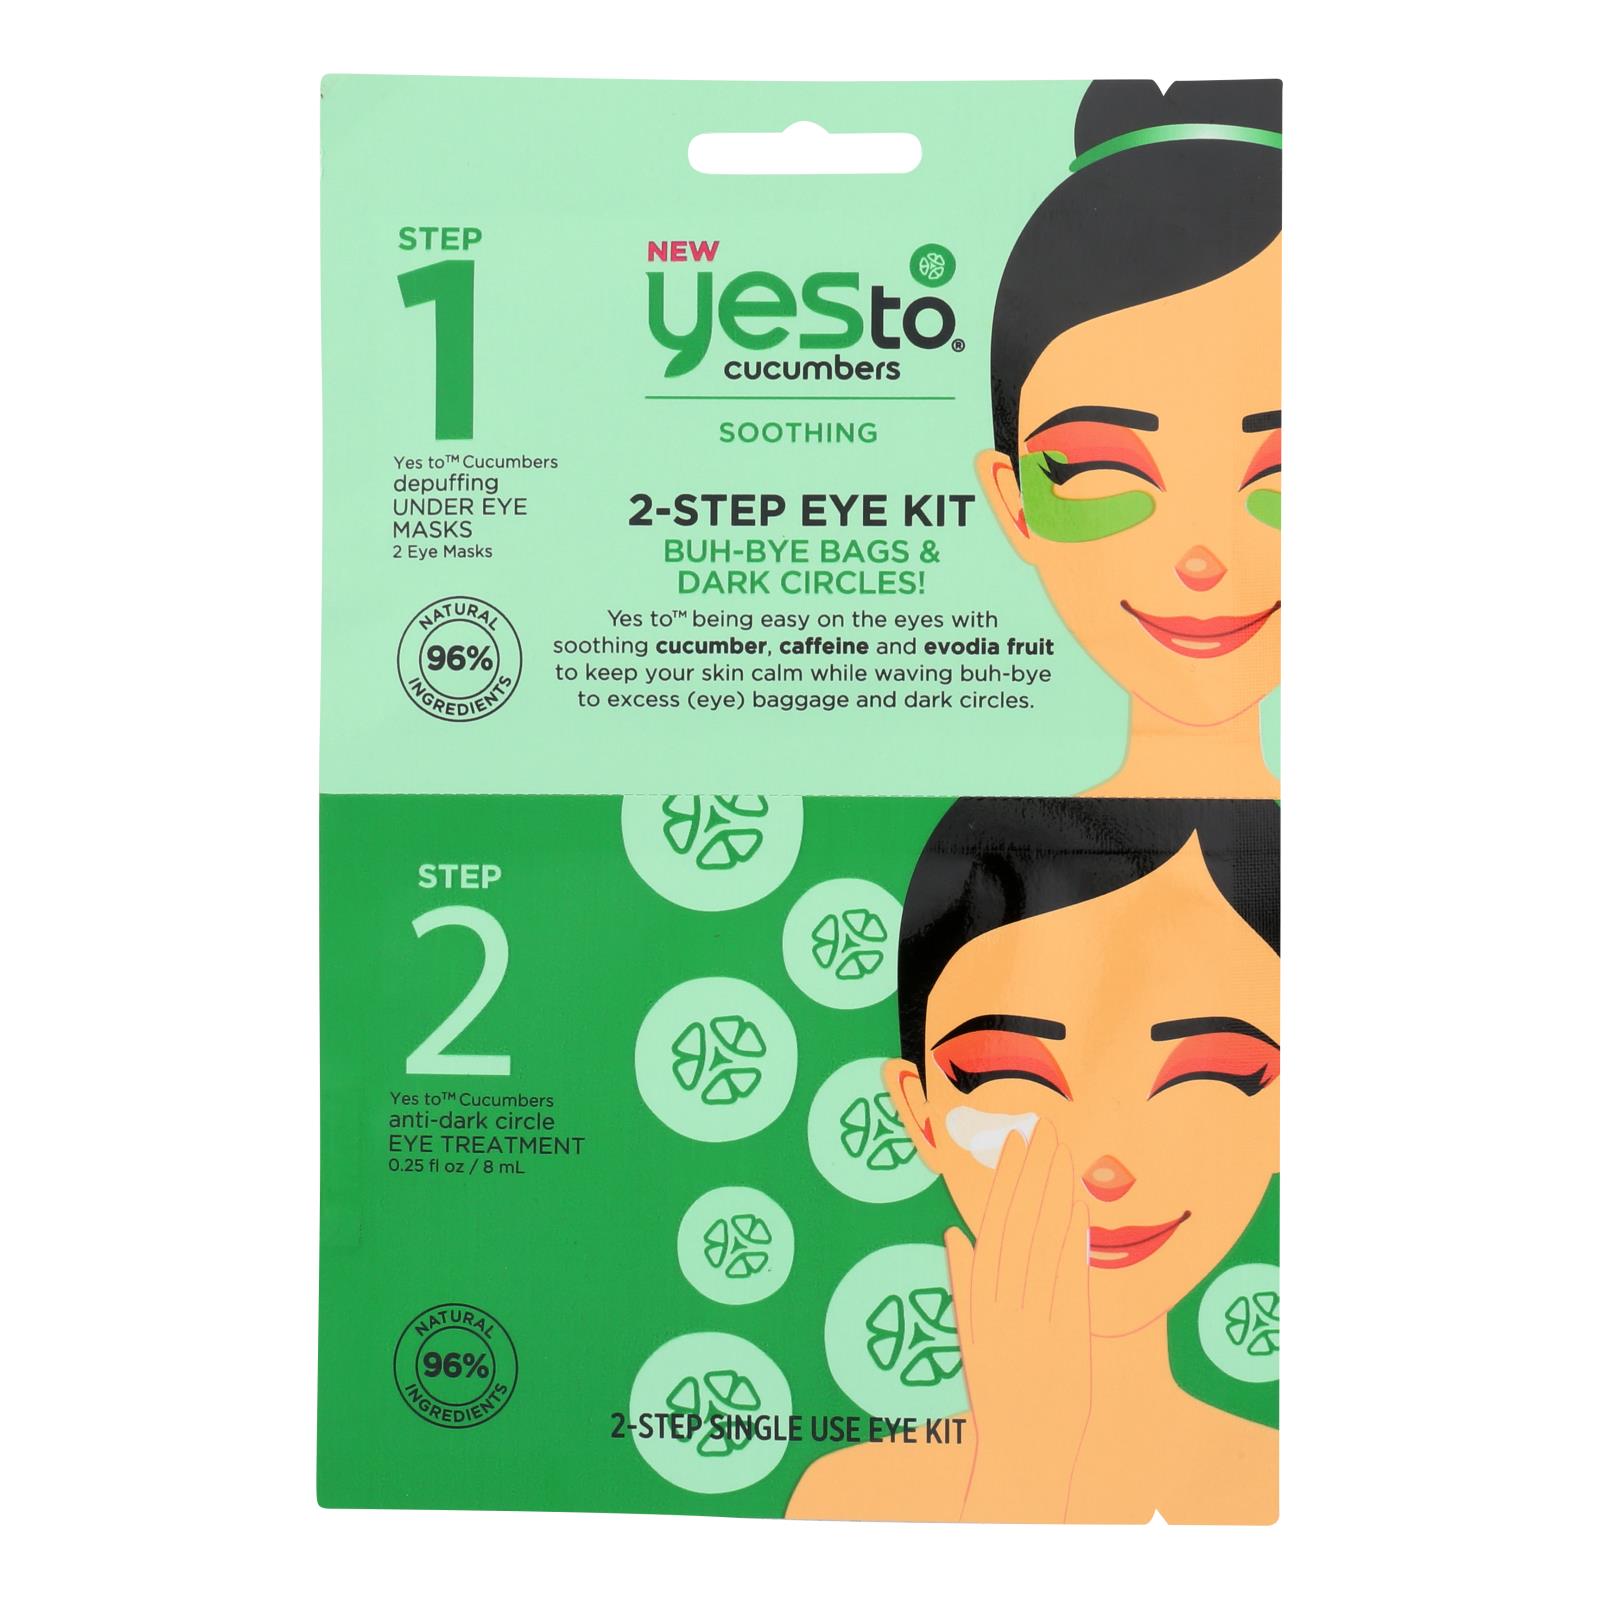 STEP
1
Yes to™ Cucumbers
depuffing
UNDER EYE
MASKS
2 Eye Masks
NATURAL
96%
INGREDIENTS
NEW
yes to®
cucumbers
SOOTHING
2-STEP EYE KIT
BUH-BYE BAGS &
DARK CIRCLES!
Yes to™ being easy on the eyes with
soothing cucumber, caffeine and evodia fruit
to keep your skin calm while waving buh-bye
to excess (eye) baggage and dark circles.
STEP
2
Yes to™ Cucumbers
anti-dark circle
EYE TREATMENT
0.25 fl oz / 8 mL
NATURAL
96%
INGREDIENTS
2-STEP SINGLE USE EYE KIT